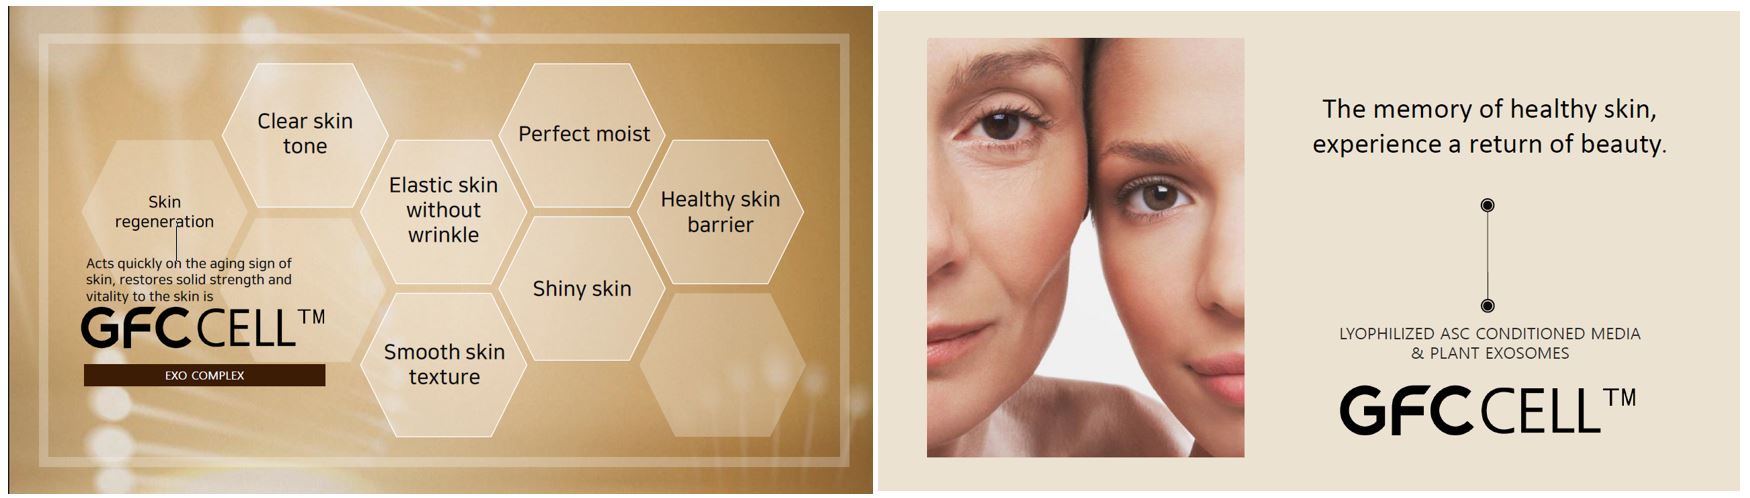 Clear skin
tone
Perfect moist
Skin
regeneration
Elastic skin
without
wrinkle
Healthy skin
barrier
Acts quickly on the aging sign of
skin, restores solid strength and
vitality to the skin is
GFC CELL™
EXO COMPLEX
Shiny skin
Smooth skin
texture
The memory of healthy skin,
experience a return of beauty.
LYOPHILIZED ASC CONDITIONED MEDIA
& PLANT EXOSOMES
GFC CELL™